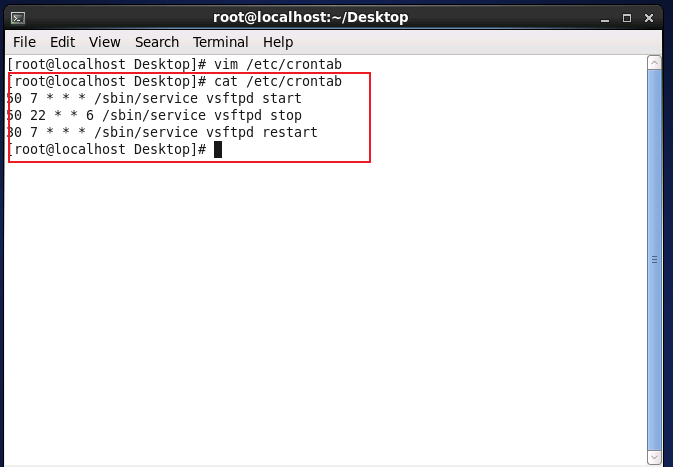 root@localhost:~/Desktop
File Edit View Search Terminal Help
[root@localhost Desktop]# vim /etc/crontab
[root@localhost Desktop]# cat /etc/crontab
50 7 * * * /sbin/service vsftpd start
50 22 * * 6 /sbin/service vsftpd stop
30 7 * * * /sbin/service vsftpd restart
[root@localhost Desktop]#